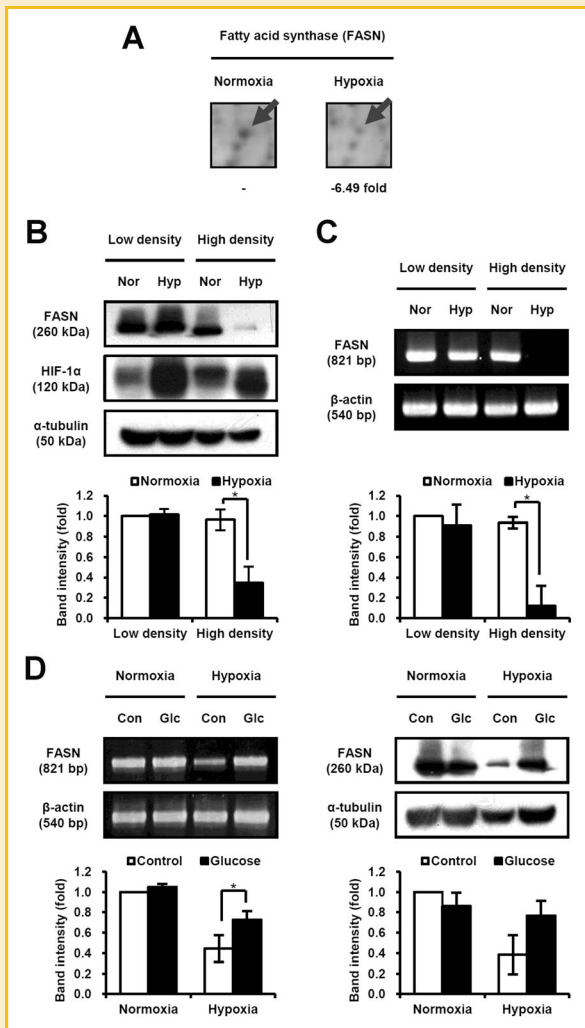 A
Fatty acid synthase (FASN)
Normoxia Hypoxia
- -6.49 fold
B
Low density High density
Nor Hyp Nor Hyp
FASN
(260 kDa)
HIF-1α
(120 kDa)
α-tubulin
(50 kDa)
Normoxia Hypoxia
Band intensity (fold)
1.2
1.0
0.8
0.6
0.4
0.2
0.0
*
Low density High density
C
Low density High density
Nor Hyp Nor Hyp
FASN
(821 bp)
β-actin
(540 bp)
Normoxia Hypoxia
Band intensity (fold)
1.2
1.0
0.8
0.6
0.4
0.2
0.0
*
Low density High density
D
Normoxia Hypoxia
Con Glc Con Glc
FASN
(821 bp)
β-actin
(540 bp)
Control Glucose
Band intensity (fold)
1.2
1.0
0.8
0.6
0.4
0.2
0.0
*
Normoxia Hypoxia
Normoxia Hypoxia
Con Glc Con Glc
FASN
(260 kDa)
α-tubulin
(50 kDa)
Control Glucose
Band intensity (fold)
1.2
1.0
0.8
0.6
0.4
0.2
0.0
Normoxia Hypoxia